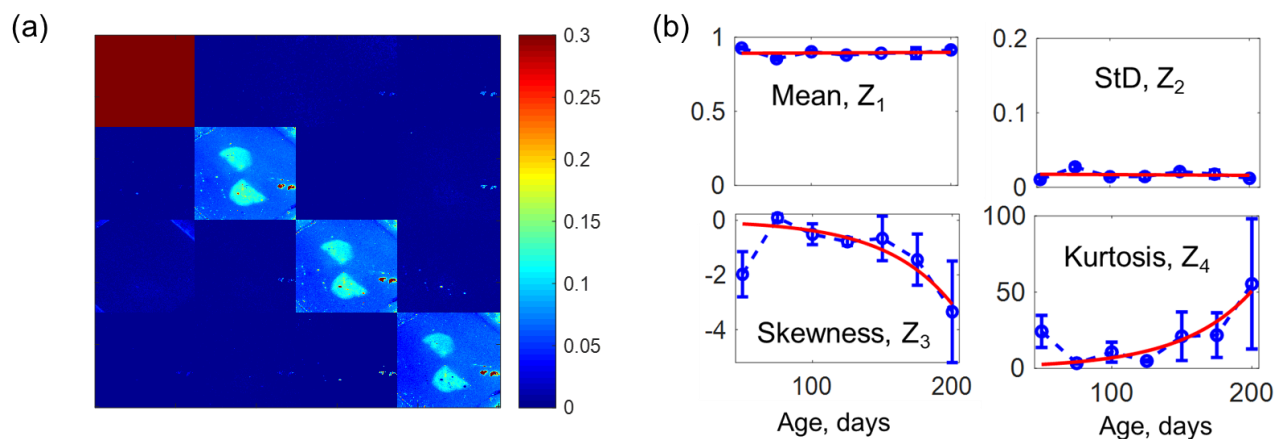 (a)
0.3
0.25
0.2
0.15
0.1
0.05
0
(b)
1
0.5
0
Mean, Z1
0.2
0.1
0
StD, Z2
0
-2
-4
Skewness, Z3
100 200
Age, days
100
50
0
Kurtosis, Z4
100 200
Age, days